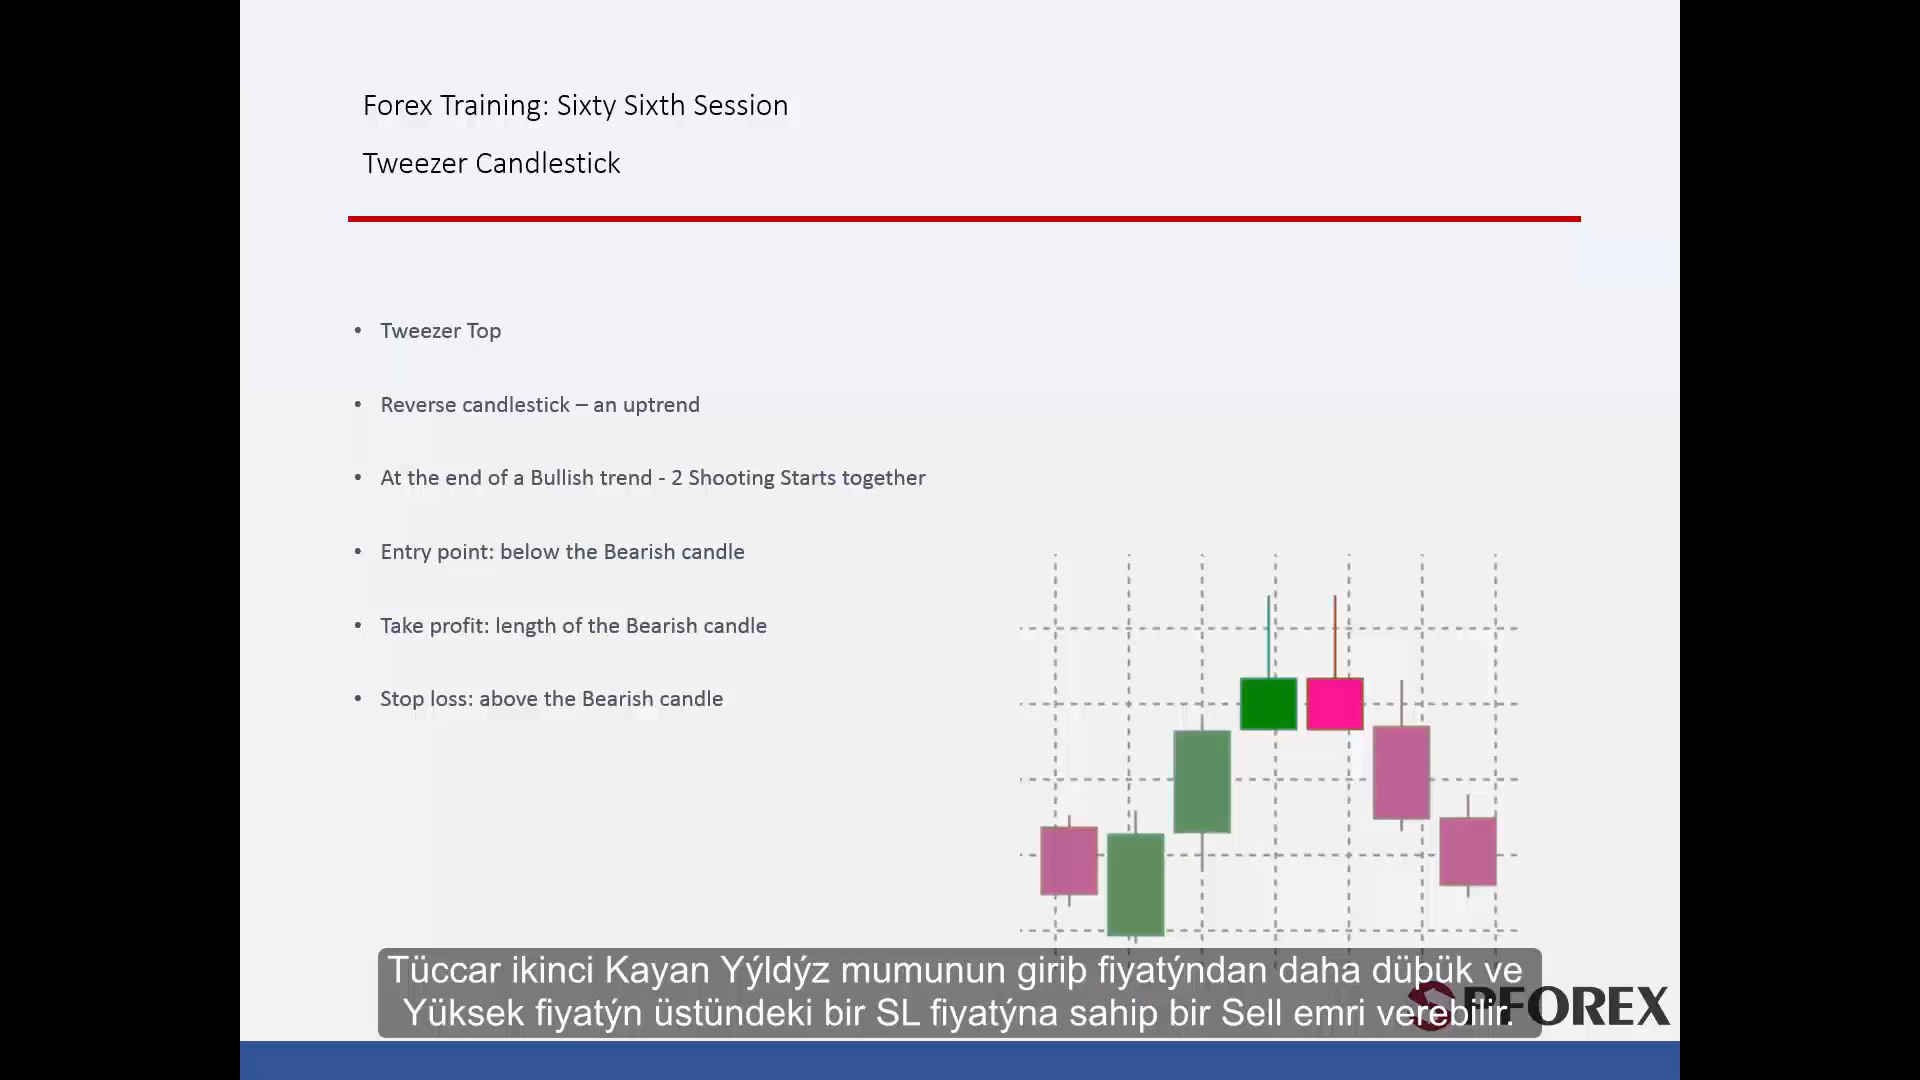 Forex Training: Sixty Sixth Session
Tweezer Candlestick
• Tweezer Top
• Reverse candlestick – an uptrend
• At the end of a Bullish trend - 2 Shooting Starts together
• Entry point: below the Bearish candle
• Take profit: length of the Bearish candle
• Stop loss: above the Bearish candle
Tüccar ikinci Kayan Yýldýz mumunun giriþ fiyatýndan daha düþük ve
Yüksek fiyatýn üstündeki bir SL fiyatýna sahip bir Sell emri verebilir.
PFOREX